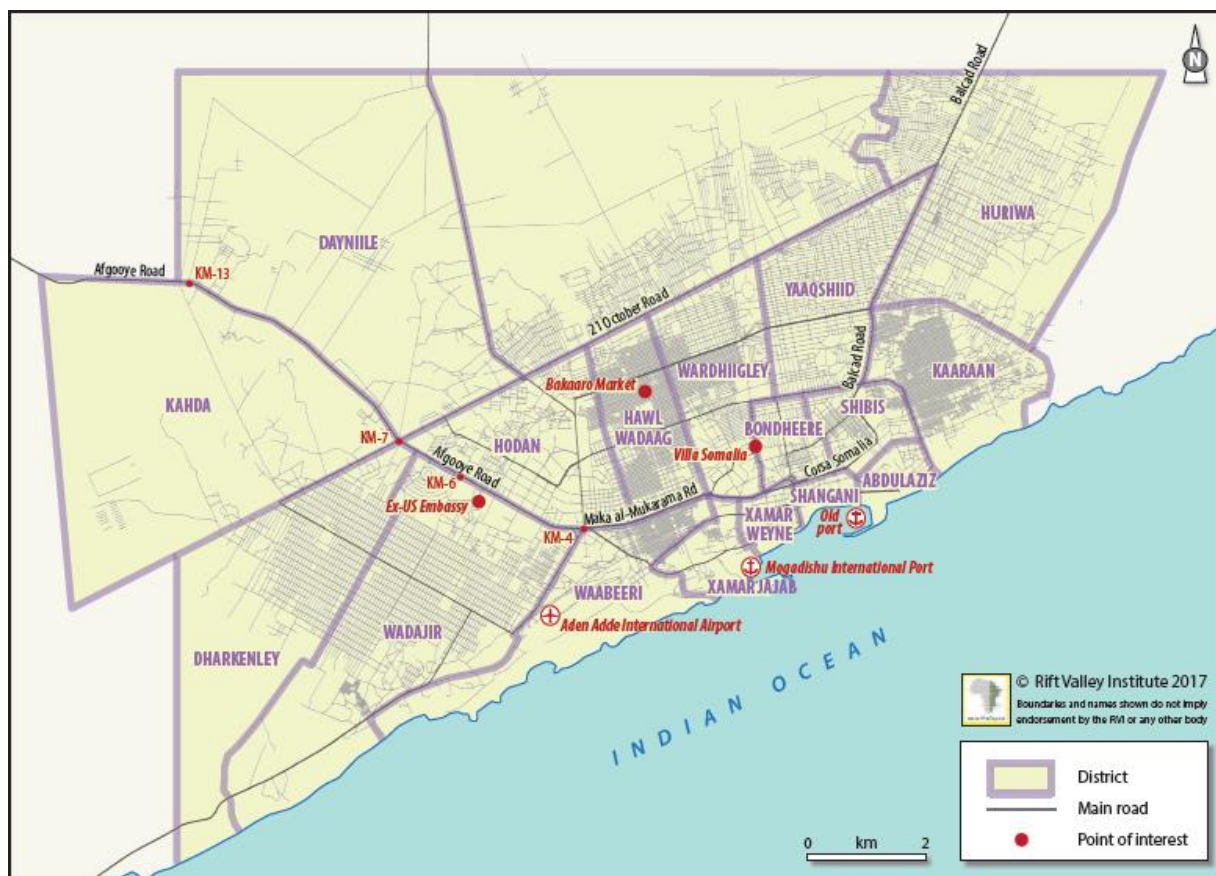 N
Balcad Road
HURIWA
DAYNIILE
Afgooye Road
KM-13
YAAQSHIID
21 October Road
WARDHIIGLEY
Balcad Road
KAARAAN
Bakaaro Market
KAHDA
HAWL
WADAAG
SHIBIS
BONDHEERE
KM-7
HODAN
Villa Somalia
Corsa Somalia
Afgooye Road
KM-6
ABDULAZIZ
Ex-US Embassy
Maka al-Mukarama Rd
SHANGANI
XAMAR
WEYNE
Old
port
KM-4
Mogadishu International Port
WAABEERI
XAMAR JAJAB
Aden Adde International Airport
WADAJIR
DHARKENLEY
INDIAN OCEAN
© Rift Valley Institute 2017
Boundaries and names shown do not imply
endorsement by the RVI or any other body
District
Main road
Point of interest
0 km 2